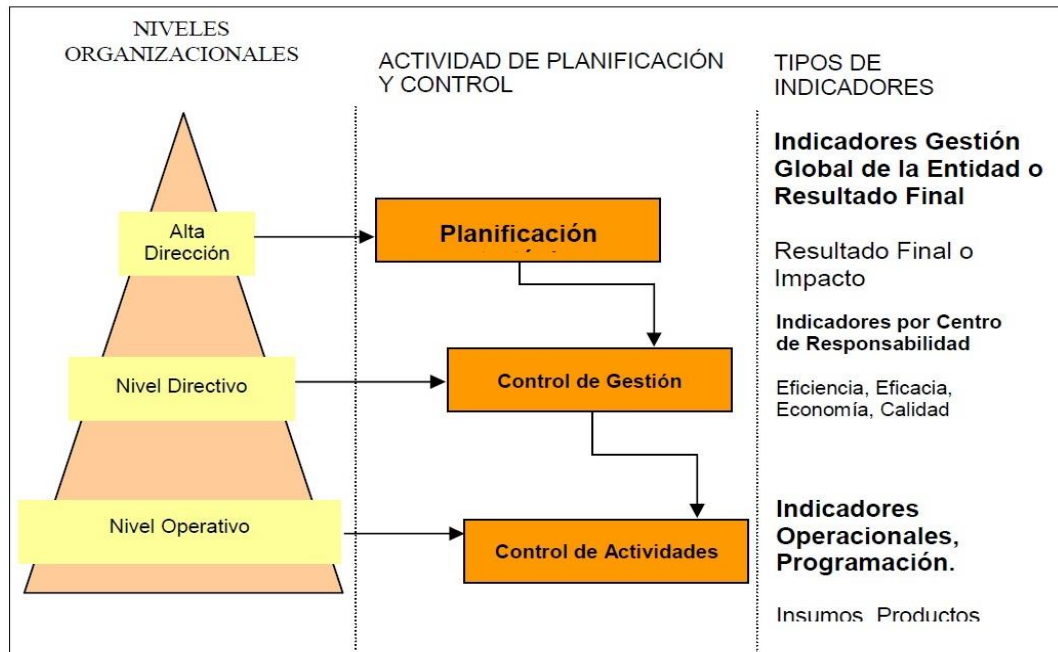 NIVELES
ORGANIZACIONALES
ACTIVIDAD DE PLANIFICACIÓN
Y CONTROL
TIPOS DE
INDICADORES
Alta
Dirección
Planificación
Indicadores Gestión
Global de la Entidad o
Resultado Final
Resultado Final o
Impacto
Nivel Directivo
Control de Gestión
Indicadores por Centro
de Responsabilidad
Eficiencia, Eficacia,
Economía, Calidad
Nivel Operativo
Control de Actividades
Indicadores
Operacionales,
Programación.
Insumos Productos